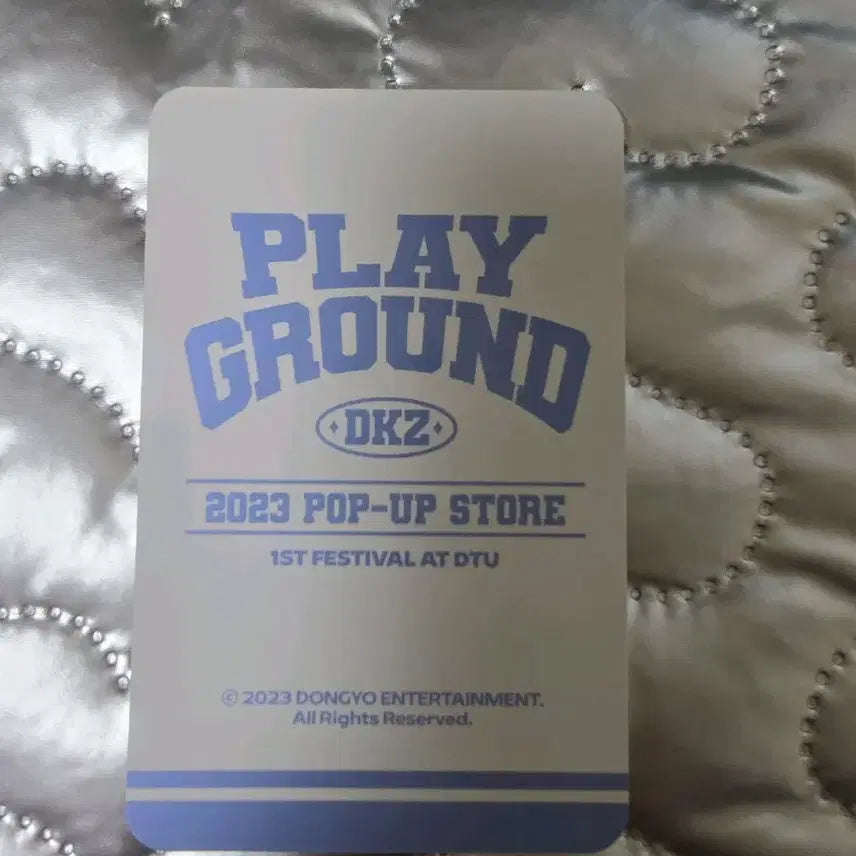 PLAY
GROUND
DKZ
2023 POP-UP STORE
1ST FESTIVAL AT DTU
© 2023 DONGYO ENTERTAINMENT.
All Rights Reserved.